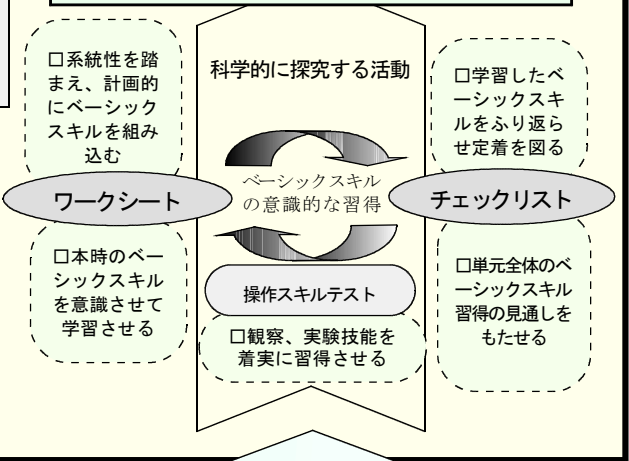 □系統性を踏
まえ、計画的
にベーシック
スキルを組み
込む
科学的に探究する活動
□学習したベ
ーシックスキ
ルをふり返ら
せ定着を図る
ベーシックスキル
の意識的な習得
ワークシート
チェックリスト
□本時のベー
シックスキル
を意識させて
学習させる
操作スキルテスト
□観察、実験技能を
着実に習得させる
□単元全体のベ
ーシックスキル
習得の見通しを
もたせる